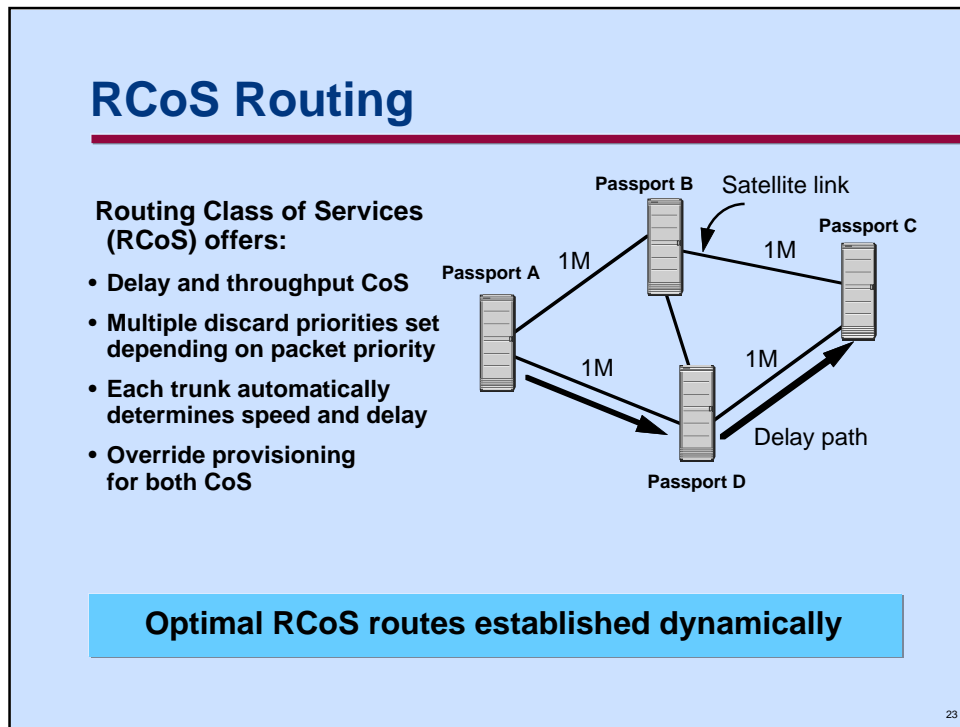 RCoS Routing
Routing Class of Services
(RCoS) offers:
• Delay and throughput CoS
• Multiple discard priorities set
depending on packet priority
• Each trunk automatically
determines speed and delay
• Override provisioning
for both CoS
Passport B
Satellite link
Passport C
1M
1M
Passport A
1M
1M
Delay path
Passport D
Optimal RCoS routes established dynamically
23